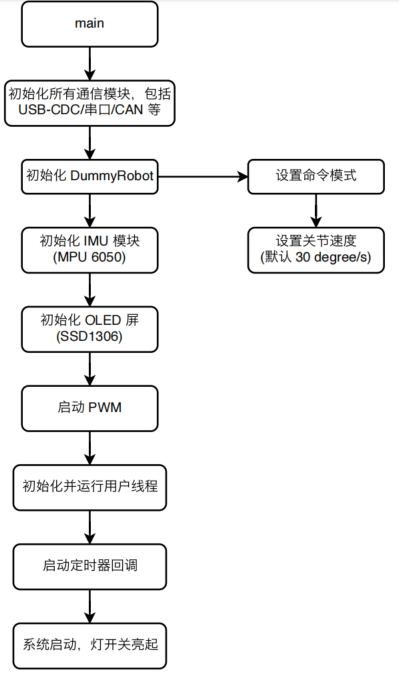 main
初始化所有通信模块，包括
USB-CDC/串口/CAN 等
初始化 DummyRobot
设置命令模式
初始化 IMU 模块
(MPU 6050)
设置关节速度
(默认 30 degree/s)
初始化 OLED 屏
(SSD1306)
启动 PWM
初始化并运行用户线程
启动定时器回调
系统启动，灯开关亮起